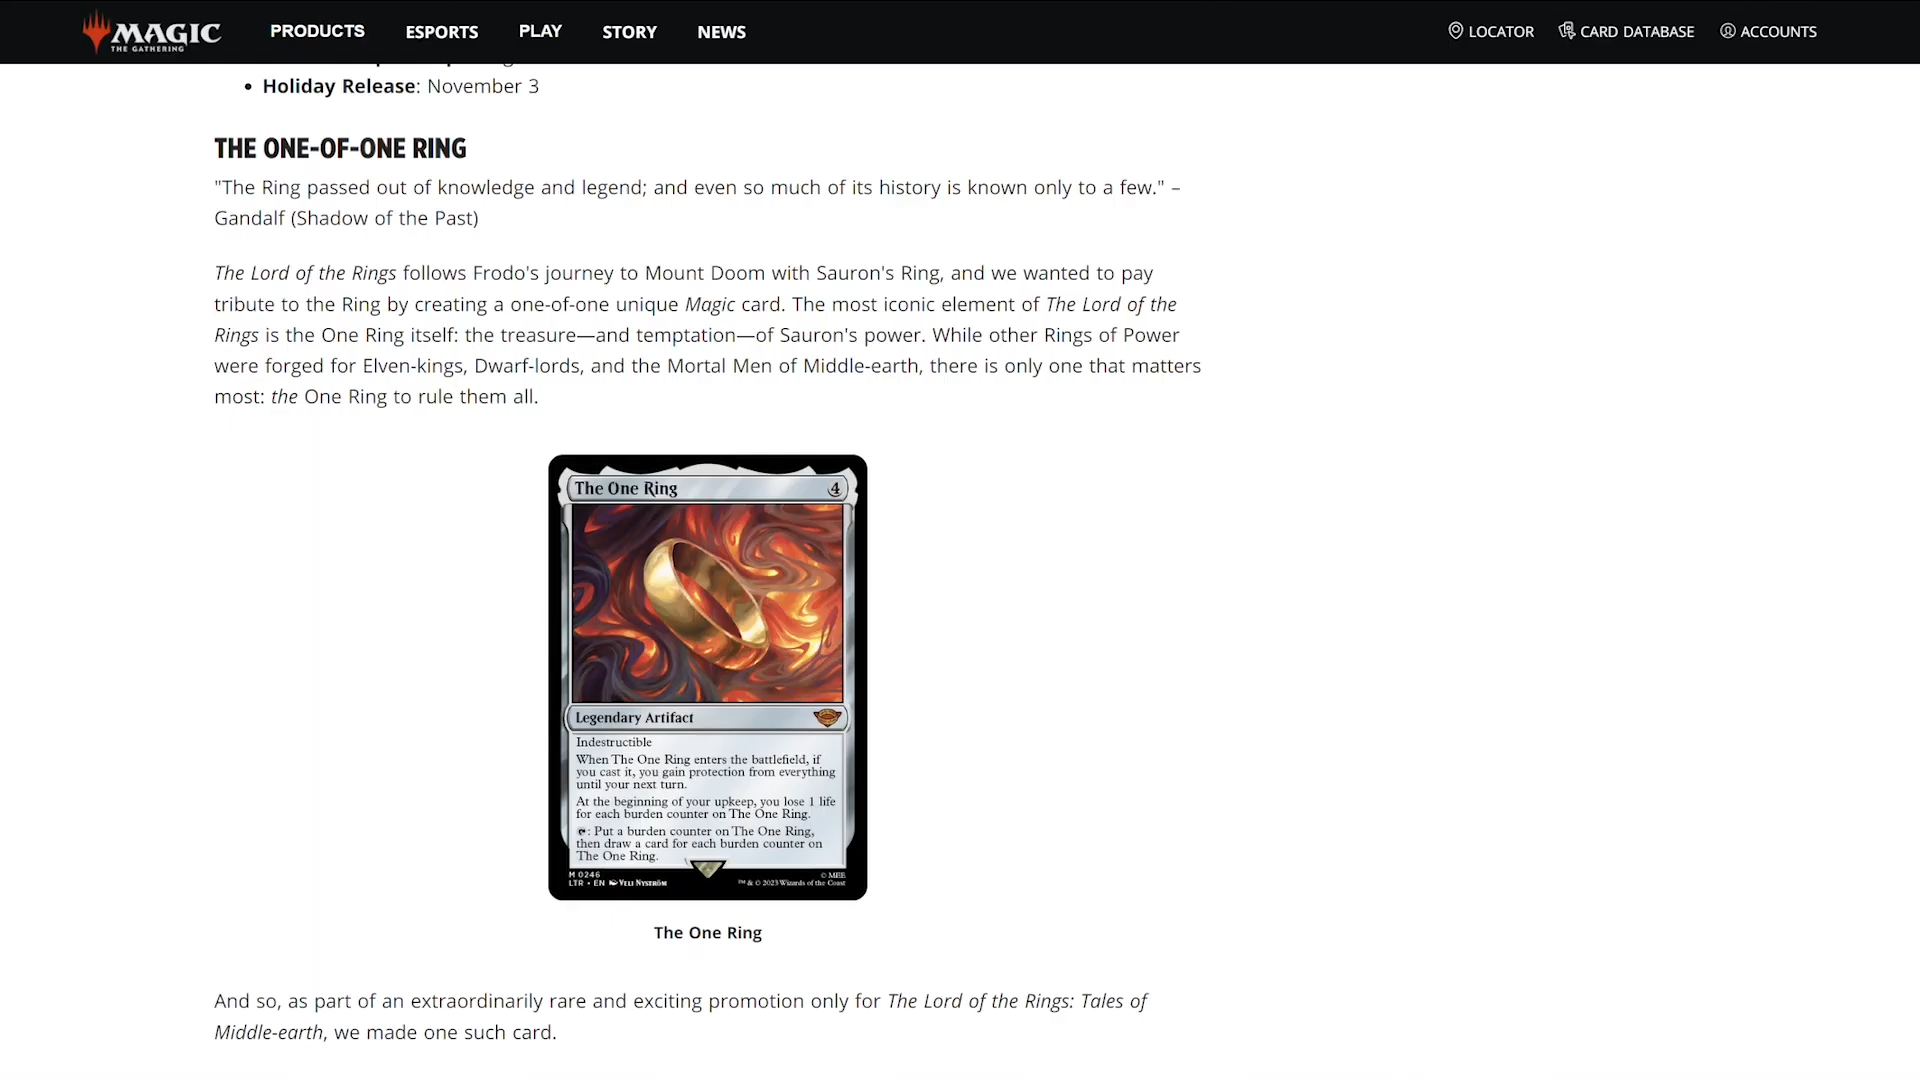 MAGIC
THE GATHERING
PRODUCTS
ESPORTS
PLAY
STORY
NEWS
LOCATOR
CARD DATABASE
ACCOUNTS
• Holiday Release: November 3
THE ONE-OF-ONE RING
"The Ring passed out of knowledge and legend; and even so much of its history is known only to a few." –
Gandalf (Shadow of the Past)
The Lord of the Rings follows Frodo's journey to Mount Doom with Sauron's Ring, and we wanted to pay
tribute to the Ring by creating a one-of-one unique Magic card. The most iconic element of The Lord of the
Rings is the One Ring itself: the treasure—and temptation—of Sauron's power. While other Rings of Power
were forged for Elven-kings, Dwarf-lords, and the Mortal Men of Middle-earth, there is only one that matters
most: the One Ring to rule them all.
The One Ring 4
Legendary Artifact
Indestructible
When The One Ring enters the battlefield, if
you cast it, you gain protection from everything
until your next turn.
At the beginning of your upkeep, you lose 1 life
for each burden counter on The One Ring.
: Put a burden counter on The One Ring,
then draw a card for each burden counter on
The One Ring.
M 0246
LTR • EN VELI NYSTRÖM
© MEE
™ & © 2023 Wizards of the Coast
The One Ring
And so, as part of an extraordinarily rare and exciting promotion only for The Lord of the Rings: Tales of
Middle-earth, we made one such card.